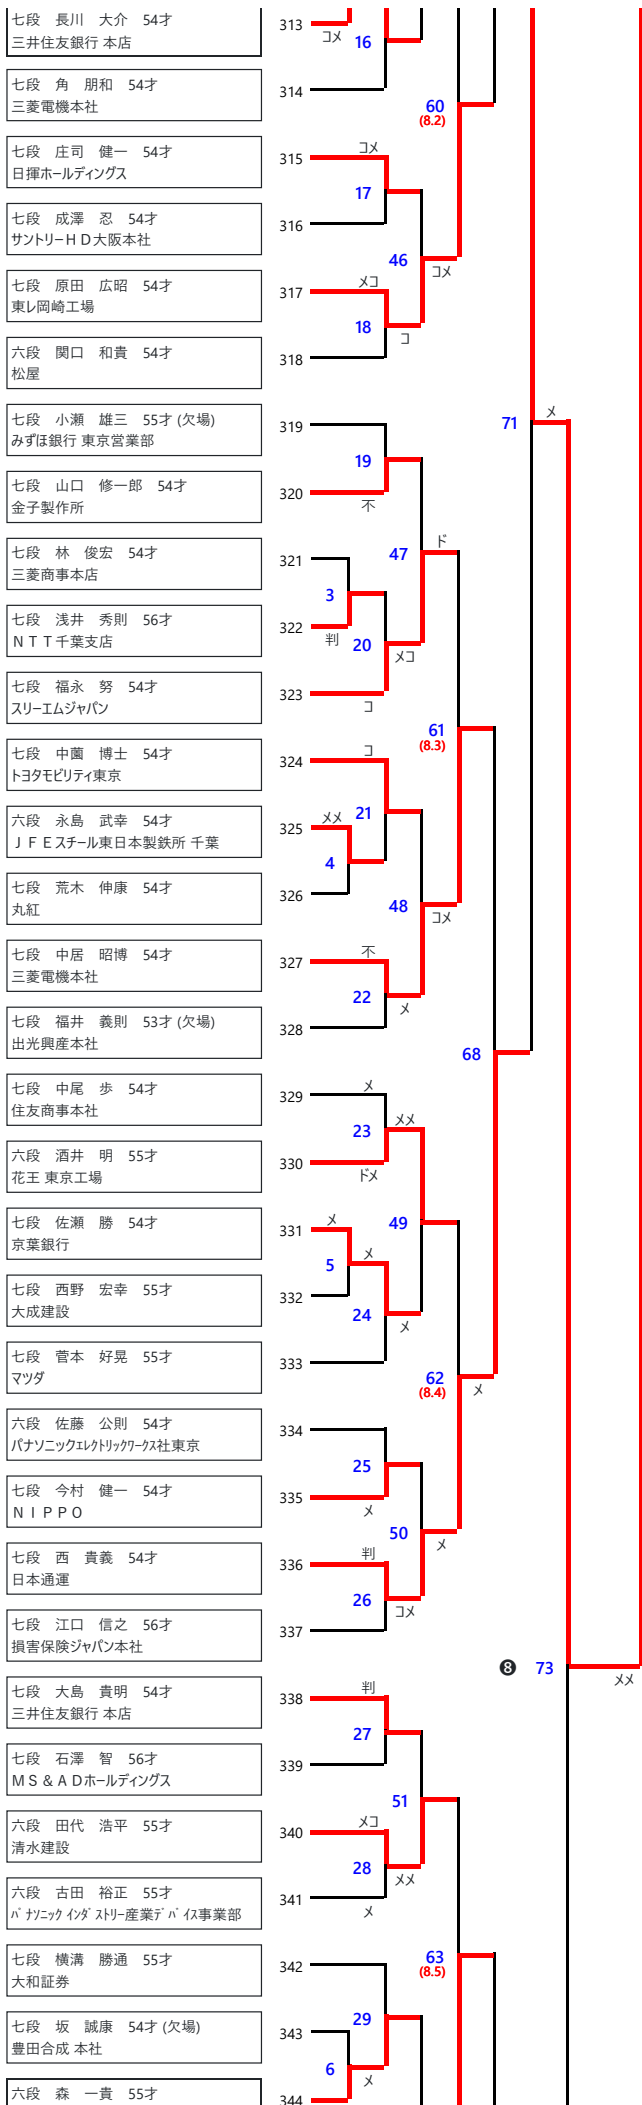 七段　長川　大介　54才
三井住友銀行 本店
313
コメ
16
七段　角　朋和　54才
三菱電機本社
314
60
(8.2)
七段　庄司　健一　54才
日揮ホールディングス
315
コメ
17
七段　成澤　忍　54才
サントリーＨＤ大阪本社
316
46
コメ
七段　原田　広昭　54才
東レ岡崎工場
317
メコ
18
コ
六段　関口　和貴　54才
松屋
318
七段　小瀬　雄三　55才 (欠場)
みずほ銀行 東京営業部
319
71
メ
19
七段　山口　修一郎　54才
金子製作所
320
不
七段　林　俊宏　54才
三菱商事本店
321
47
ド
3
七段　浅井　秀則　56才
ＮＴＴ千葉支店
322
判
20
メコ
七段　福永　努　54才
スリーエムジャパン
323
コ
61
(8.3)
七段　中薗　博士　54才
トヨタモビリティ東京
324
コ
21
六段　永島　武幸　54才
ＪＦＥスチール東日本製鉄所 千葉
325
メメ
4
七段　荒木　伸康　54才
丸紅
326
48
コメ
七段　中居　昭博　54才
三菱電機本社
327
不
22
メ
七段　福井　義則　53才 (欠場)
出光興産本社
328
68
七段　中尾　歩　54才
住友商事本社
329
メ
23
メメ
六段　酒井　明　55才
花王 東京工場
330
ドメ
七段　佐瀬　勝　54才
京葉銀行
331
メ
49
5
メ
七段　西野　宏幸　55才
大成建設
332
24
メ
七段　菅本　好晃　55才
マツダ
333
62
(8.4)
メ
六段　佐藤　公則　54才
パナソニックエレクトリックワークス社東京
334
25
七段　今村　健一　54才
ＮＩＰＰＯ
335
メ
50
メ
七段　西　貴義　54才
日本通運
336
判
26
コメ
七段　江口　信之　56才
損害保険ジャパン本社
337
❽
73
メメ
七段　大島　貴明　54才
三井住友銀行 本店
338
判
27
七段　石澤　智　56才
ＭＳ＆ＡＤホールディングス
339
51
六段　田代　浩平　55才
清水建設
340
メコ
28
メメ
六段　古田　裕正　55才
パナソニック インダストリー産業デバイス事業部
341
メ
63
(8.5)
七段　横溝　勝通　55才
大和証券
342
29
七段　坂　誠康　54才 (欠場)
豊田合成 本社
343
6
メ
六段　森　一貴　55才
344